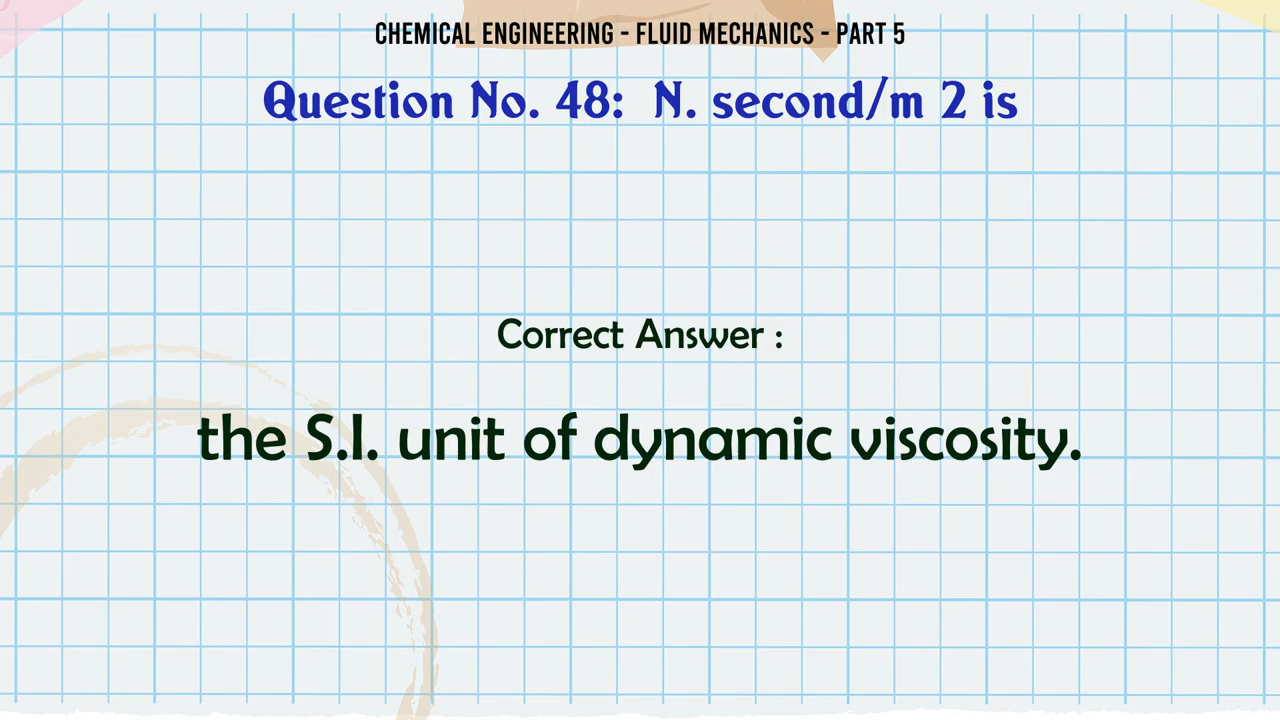 CHEMICAL ENGINEERING - FLUID MECHANICS - PART 5
Question No. 48:  N. second/m 2 is
Correct Answer :
the S.I. unit of dynamic viscosity.